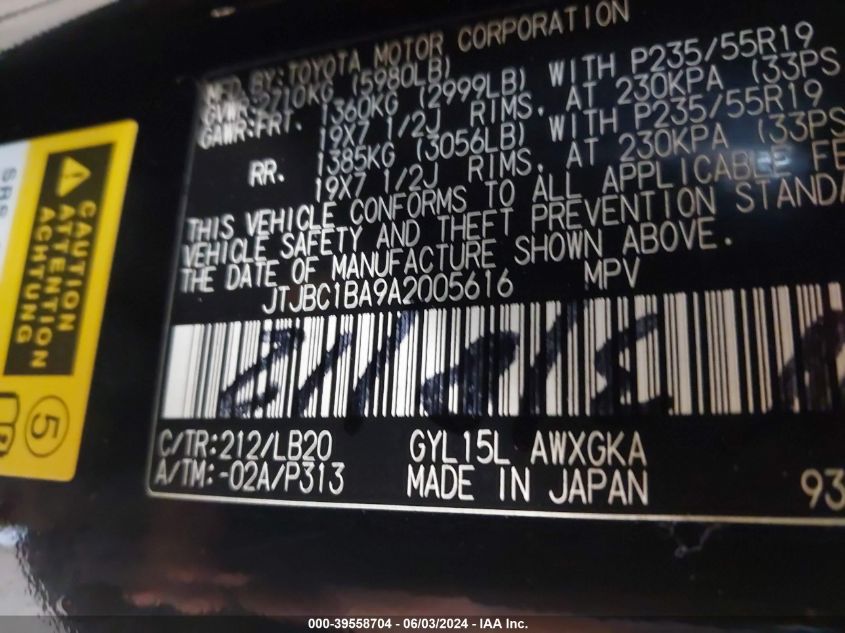 MFD. BY: TOYOTA MOTOR CORPORATION
GVWR: 2710KG (5980LB)
GAWR: FRT. 1360KG (2999LB) WITH P235/55R19
19X7 1/2J RIMS, AT 230KPA (33PS
RR. 1385KG (3056LB) WITH P235/55R19
19X7 1/2J RIMS, AT 230KPA (33PS
THIS VEHICLE CONFORMS TO ALL APPLICABLE FE
VEHICLE SAFETY AND THEFT PREVENTION STANDA
THE DATE OF MANUFACTURE SHOWN ABOVE.
JTJBC1BA9A2005616 MPV
C/TR:212/LB20 GYL15L AWXGKA
A/TM:-02A/P313 MADE IN JAPAN 93
CAUTION
ATTENTION
ACHTUNG
SRS
5
000-39558704 - 06/03/2024 - IAA Inc.